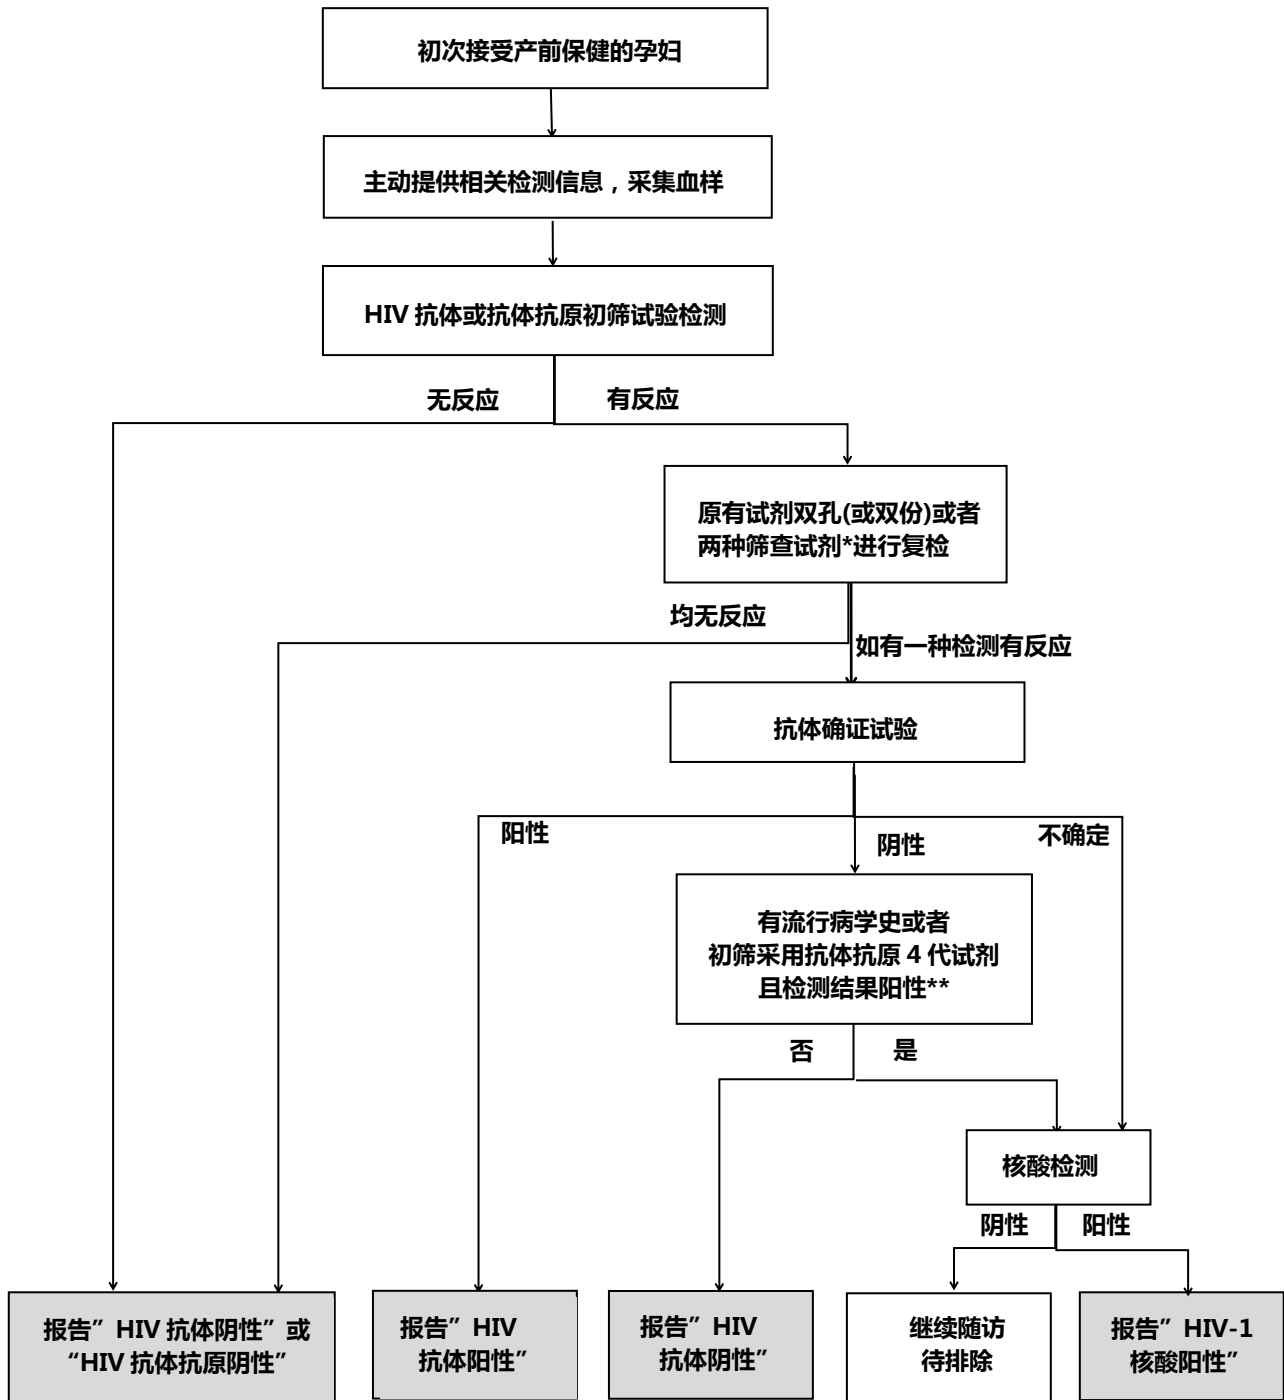 初次接受产前保健的孕妇
主动提供相关检测信息，采集血样
HIV 抗体或抗体抗原初筛试验检测
无反应
有反应
原有试剂双孔(或双份)或者
两种筛查试剂*进行复检
均无反应
如有一种检测有反应
抗体确证试验
阳性
阴性
不确定
有流行病学史或者
初筛采用抗体抗原 4 代试剂
且检测结果阳性**
否
是
核酸检测
阴性
阳性
报告” HIV 抗体阴性” 或
“HIV 抗体抗原阴性”
报告” HIV
抗体阳性”
报告” HIV
抗体阴性”
继续随访
待排除
报告” HIV-1
核酸阳性”